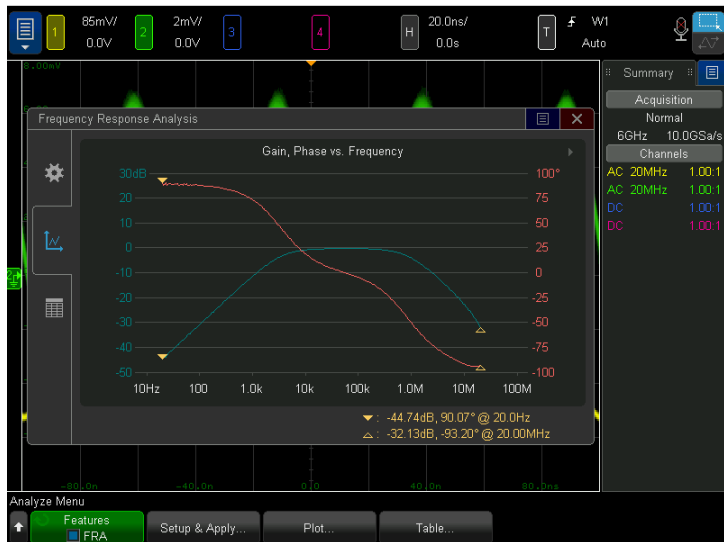 1 85mV/ 2 2mV/ 3 4 H 20.0ns/ T W1
0.0V 0.0V 0.0s Auto
8.00mV
Summary
Acquisition
Normal
6GHz 10.0GSa/s
Channels
AC 20MHz 1.00:1
AC 20MHz 1.00:1
DC 1.00:1
DC 1.00:1
Frequency Response Analysis
Gain, Phase vs. Frequency
30dB 100°
20 75
10 50
0 25
-10 0
-20 -25
-30 -50
-40 -75
-50 -100
10Hz 100 1.0k 10k 100k 1.0M 10M 100M
: -44.74dB, 90.07° @ 20.0Hz
: -32.13dB, -93.20° @ 20.00MHz
-80.0n -40.0n 0.0 40.0n 80.0ns
Analyze Menu
Features
FRA
Setup & Apply...
Plot...
Table...